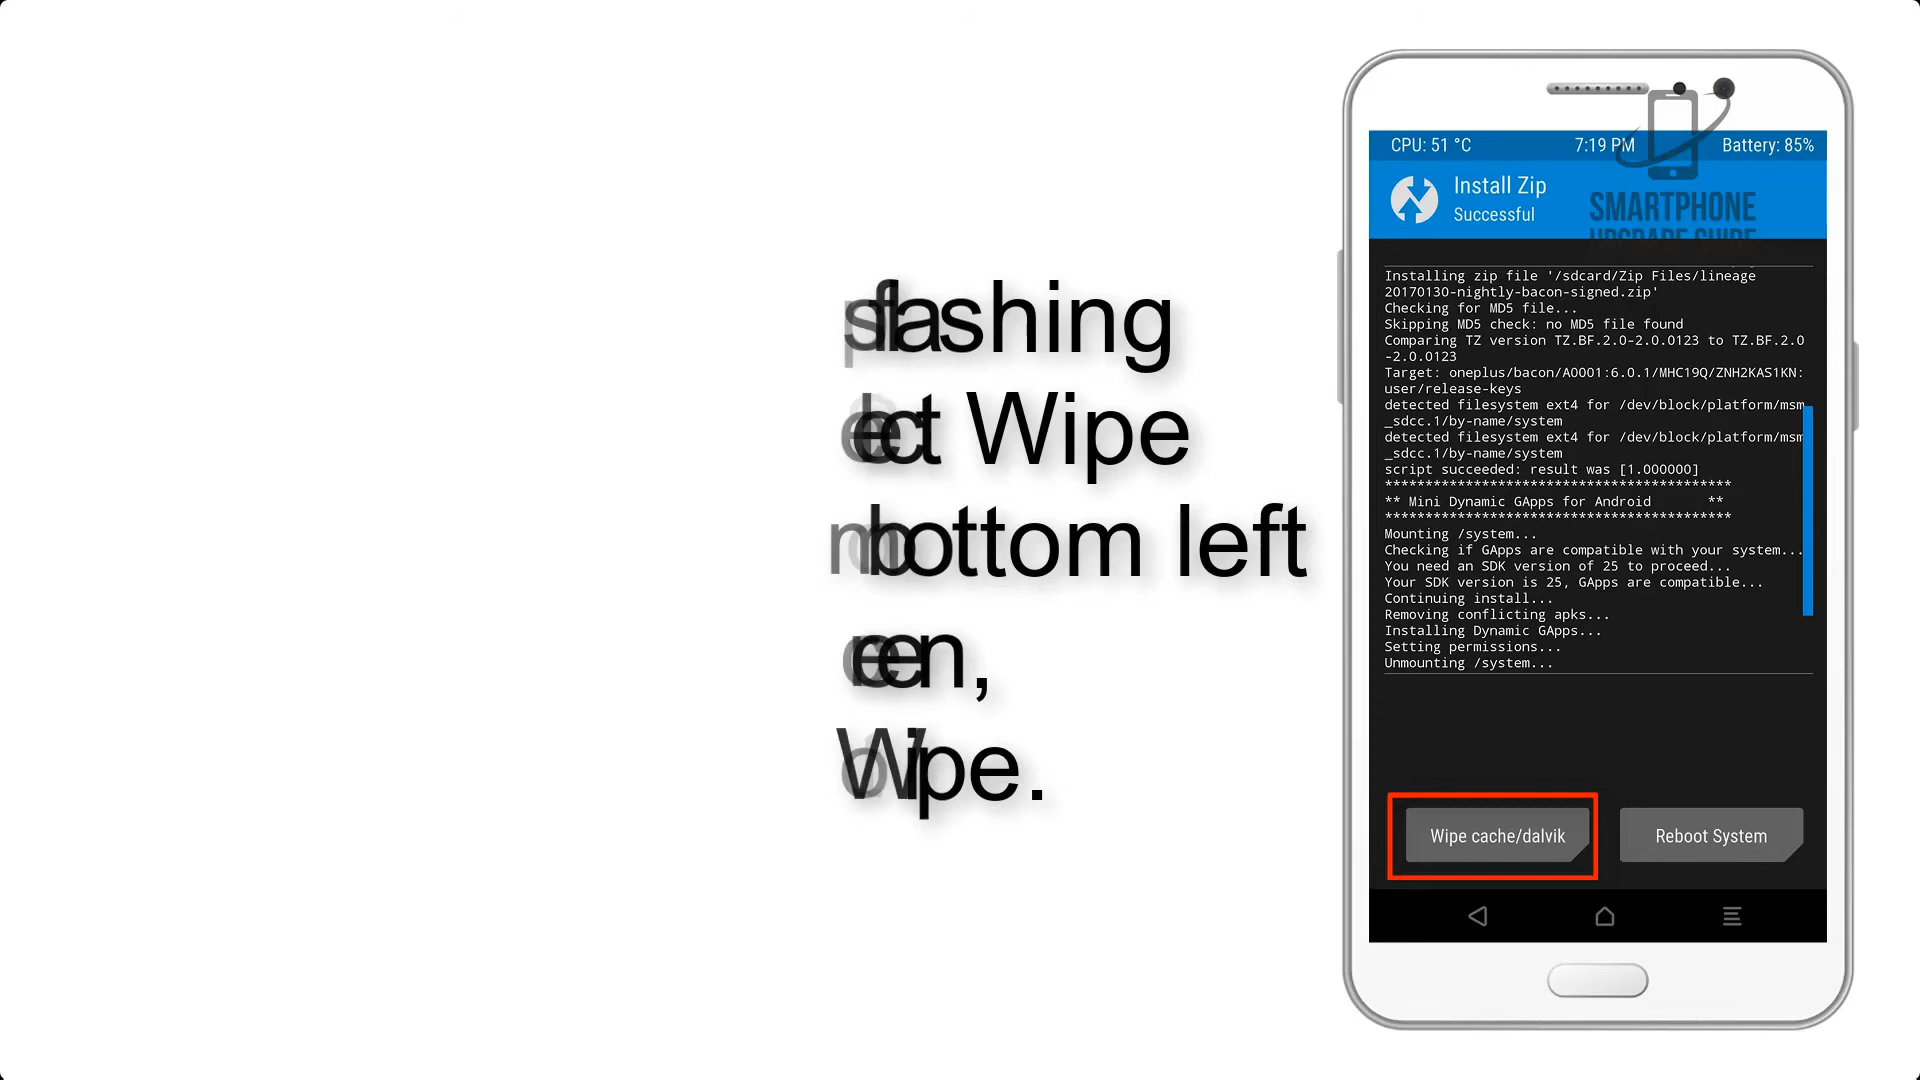 flashing
Wipe
bottom left
Wipe.
CPU: 51 °C 7:19 PM Battery: 85%
Install Zip
Successful
SMARTPHONE
UPGRADE GUIDE
Installing zip file '/sdcard/Zip Files/lineage
20170130-nightly-bacon-signed.zip'
Checking for MD5 file...
Skipping MD5 check: no MD5 file found
Comparing TZ version TZ.BF.2.0-2.0.0123 to TZ.BF.2.0
-2.0.0123
Target: oneplus/bacon/A0001:6.0.1/MHC19Q/ZNH2KAS1KN:
user/release-keys
detected filesystem ext4 for /dev/block/platform/msm
_sdcc.1/by-name/system
detected filesystem ext4 for /dev/block/platform/msm
_sdcc.1/by-name/system
script succeeded: result was [1.000000]
*******************************************
** Mini Dynamic GApps for Android **
*******************************************
Mounting /system...
Checking if GApps are compatible with your system...
You need an SDK version of 25 to proceed...
Your SDK version is 25, GApps are compatible...
Continuing install...
Removing conflicting apks...
Installing Dynamic GApps...
Setting permissions...
Unmounting /system...
Wipe cache/dalvik Reboot System